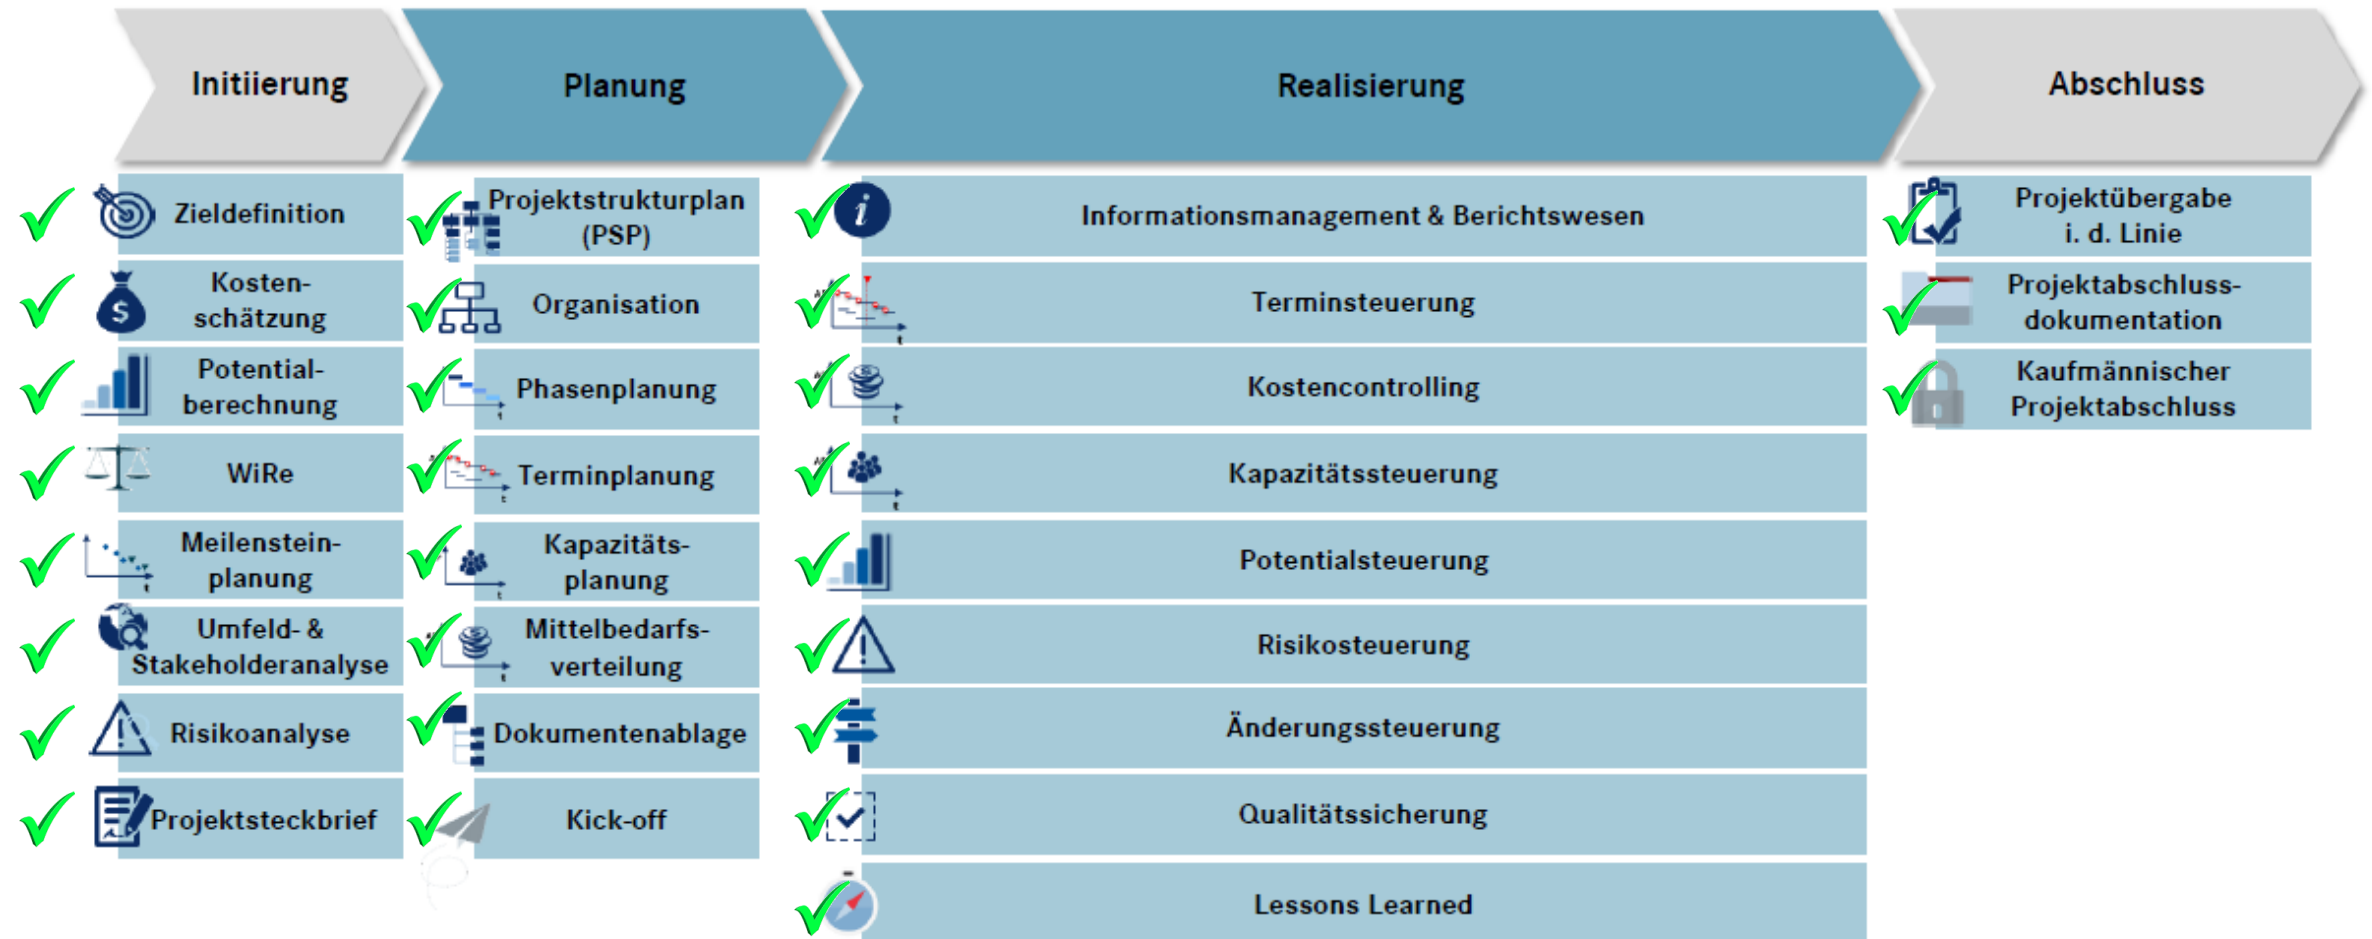 Initiierung
Planung
Realisierung
Abschluss
Zieldefinition
Kosten-
schätzung
Potential-
berechnung
WiRe
Meilenstein-
planung
Umfeld- &
Stakeholderanalyse
Risikoanalyse
Projektsteckbrief
Projektstrukturplan
(PSP)
Organisation
Phasenplanung
Terminplanung
Kapazitäts-
planung
Mittelbedarfs-
verteilung
Dokumentenablage
Kick-off
Informationsmanagement & Berichtswesen
Terminsteuerung
Kostencontrolling
Kapazitätssteuerung
Potentialsteuerung
Risikosteuerung
Änderungssteuerung
Qualitätssicherung
Lessons Learned
Projektübergabe
i. d. Linie
Projektabschluss-
dokumentation
Kaufmännischer
Projektabschluss